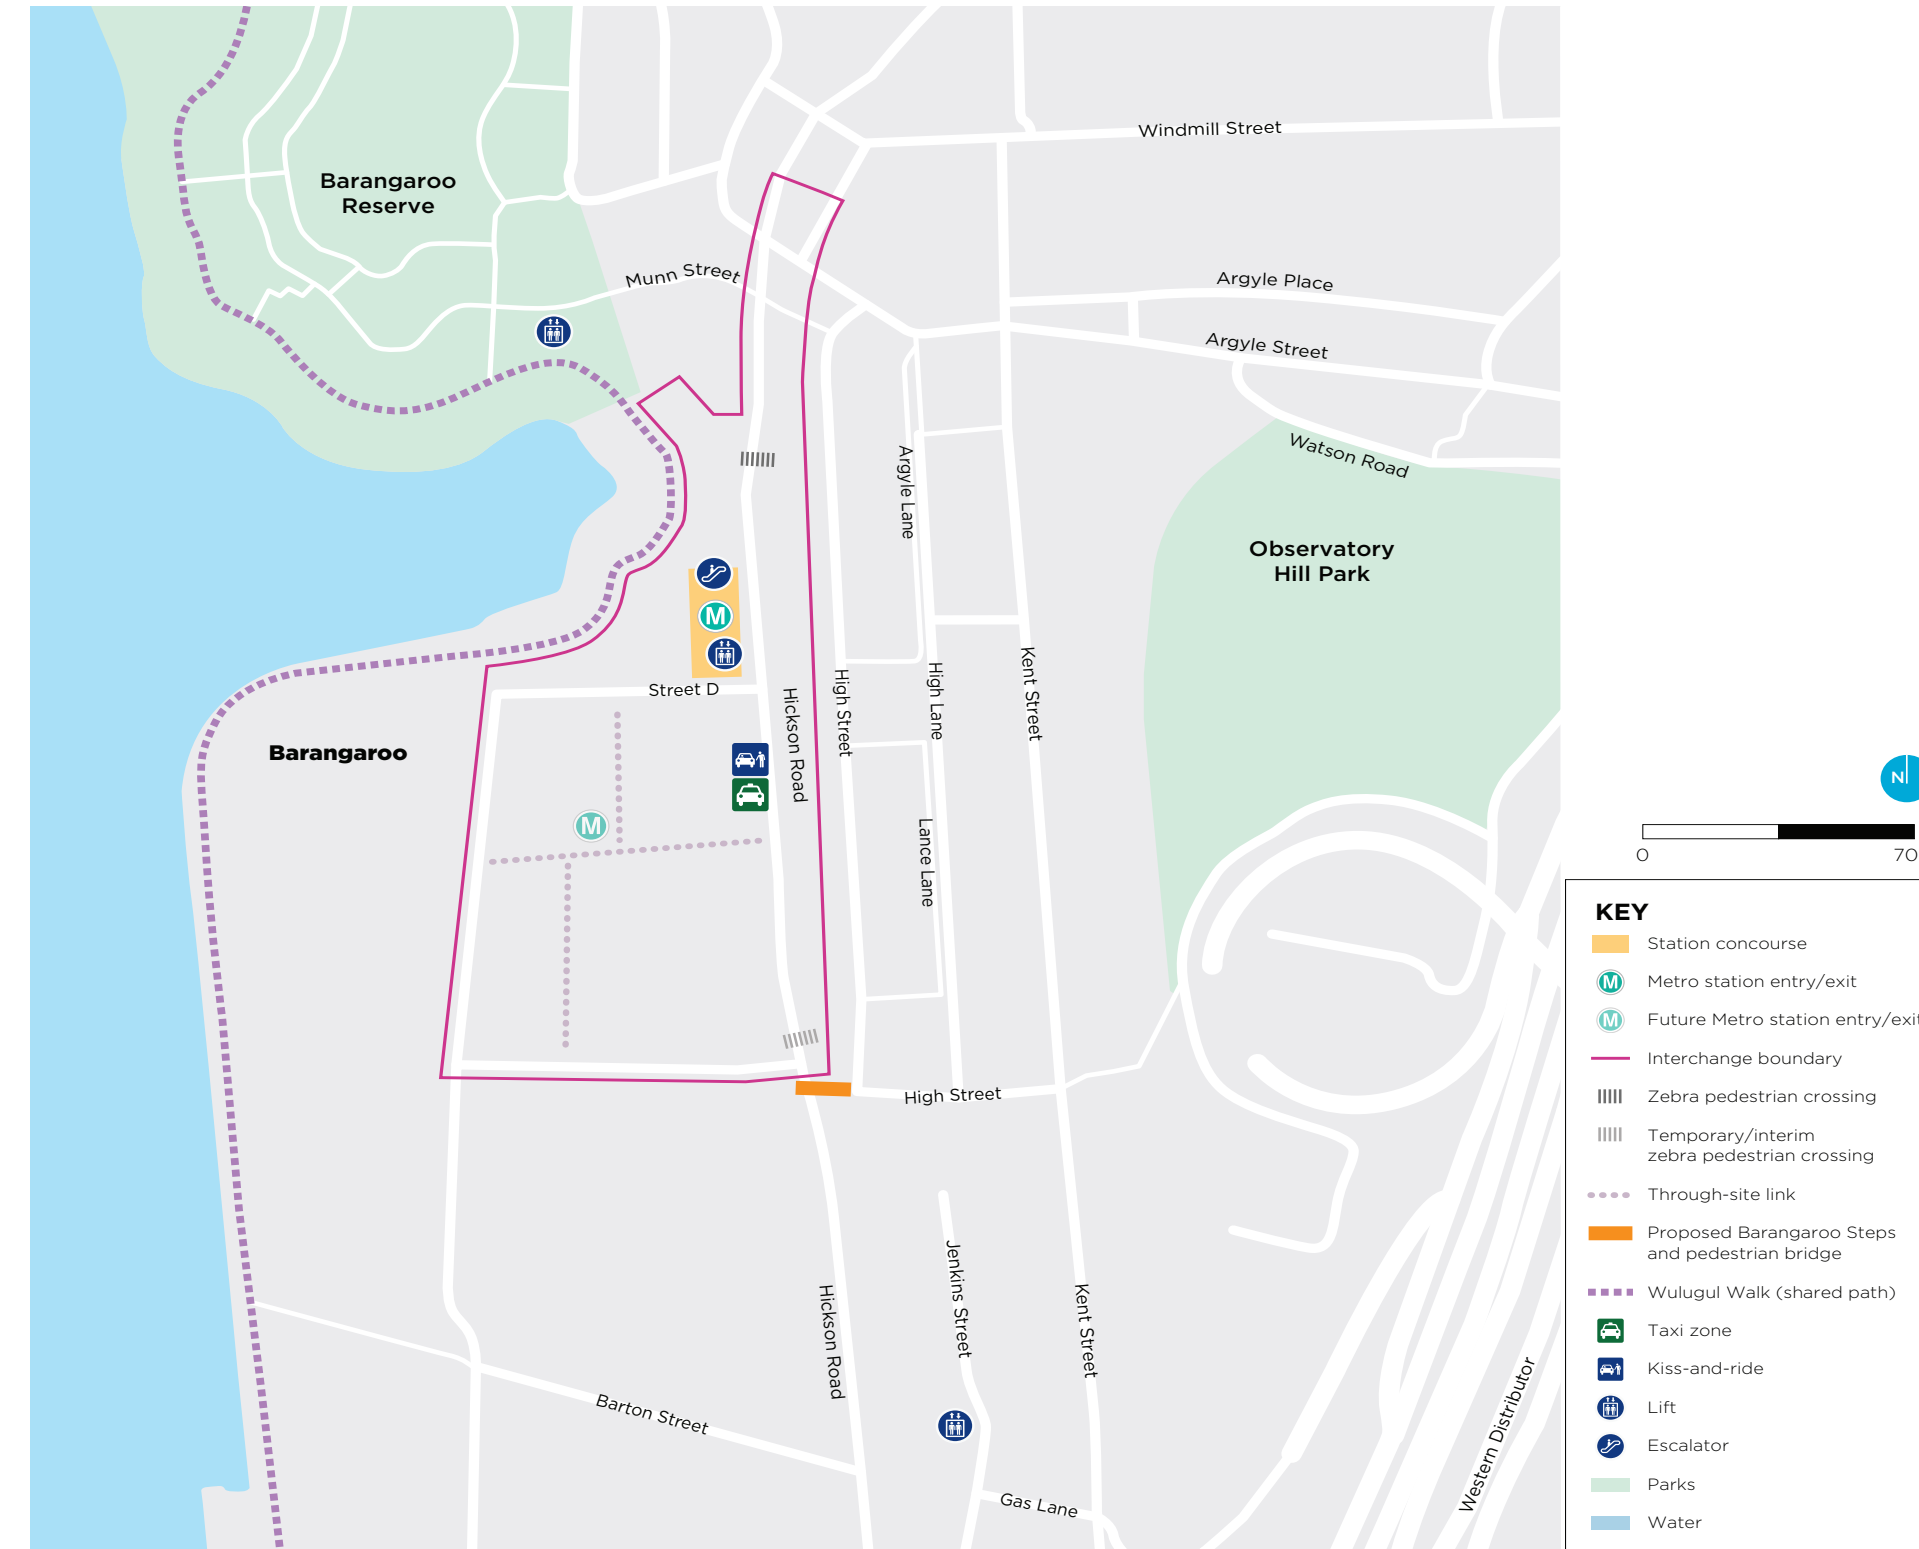 Windmill Street
Barangaroo
Reserve
Munn Street
Argyle Place
Argyle Street
Watson Road
Argyle Lane
Observatory
Hill Park
M
Street D
High Street
High Lane
Kent Street
Hickson Road
Barangaroo
M
Lance Lane
High Street
Jenkins Street
Hickson Road
Kent Street
Barton Street
Gas Lane
Western Distributor
N
0 70
KEY
Station concourse
M Metro station entry/exit
M Future Metro station entry/exit
Interchange boundary
Zebra pedestrian crossing
Temporary/interim
zebra pedestrian crossing
Through-site link
Proposed Barangaroo Steps
and pedestrian bridge
Wulugul Walk (shared path)
Taxi zone
Kiss-and-ride
Lift
Escalator
Parks
Water